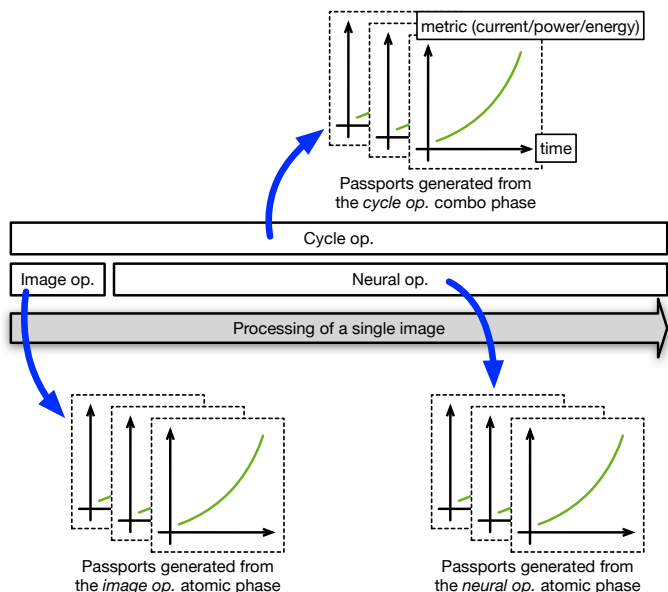 metric (current/power/energy)
time
Passports generated from
the cycle op. combo phase
Cycle op.
Image op.
Neural op.
Processing of a single image
Passports generated from
the image op. atomic phase
Passports generated from
the neural op. atomic phase